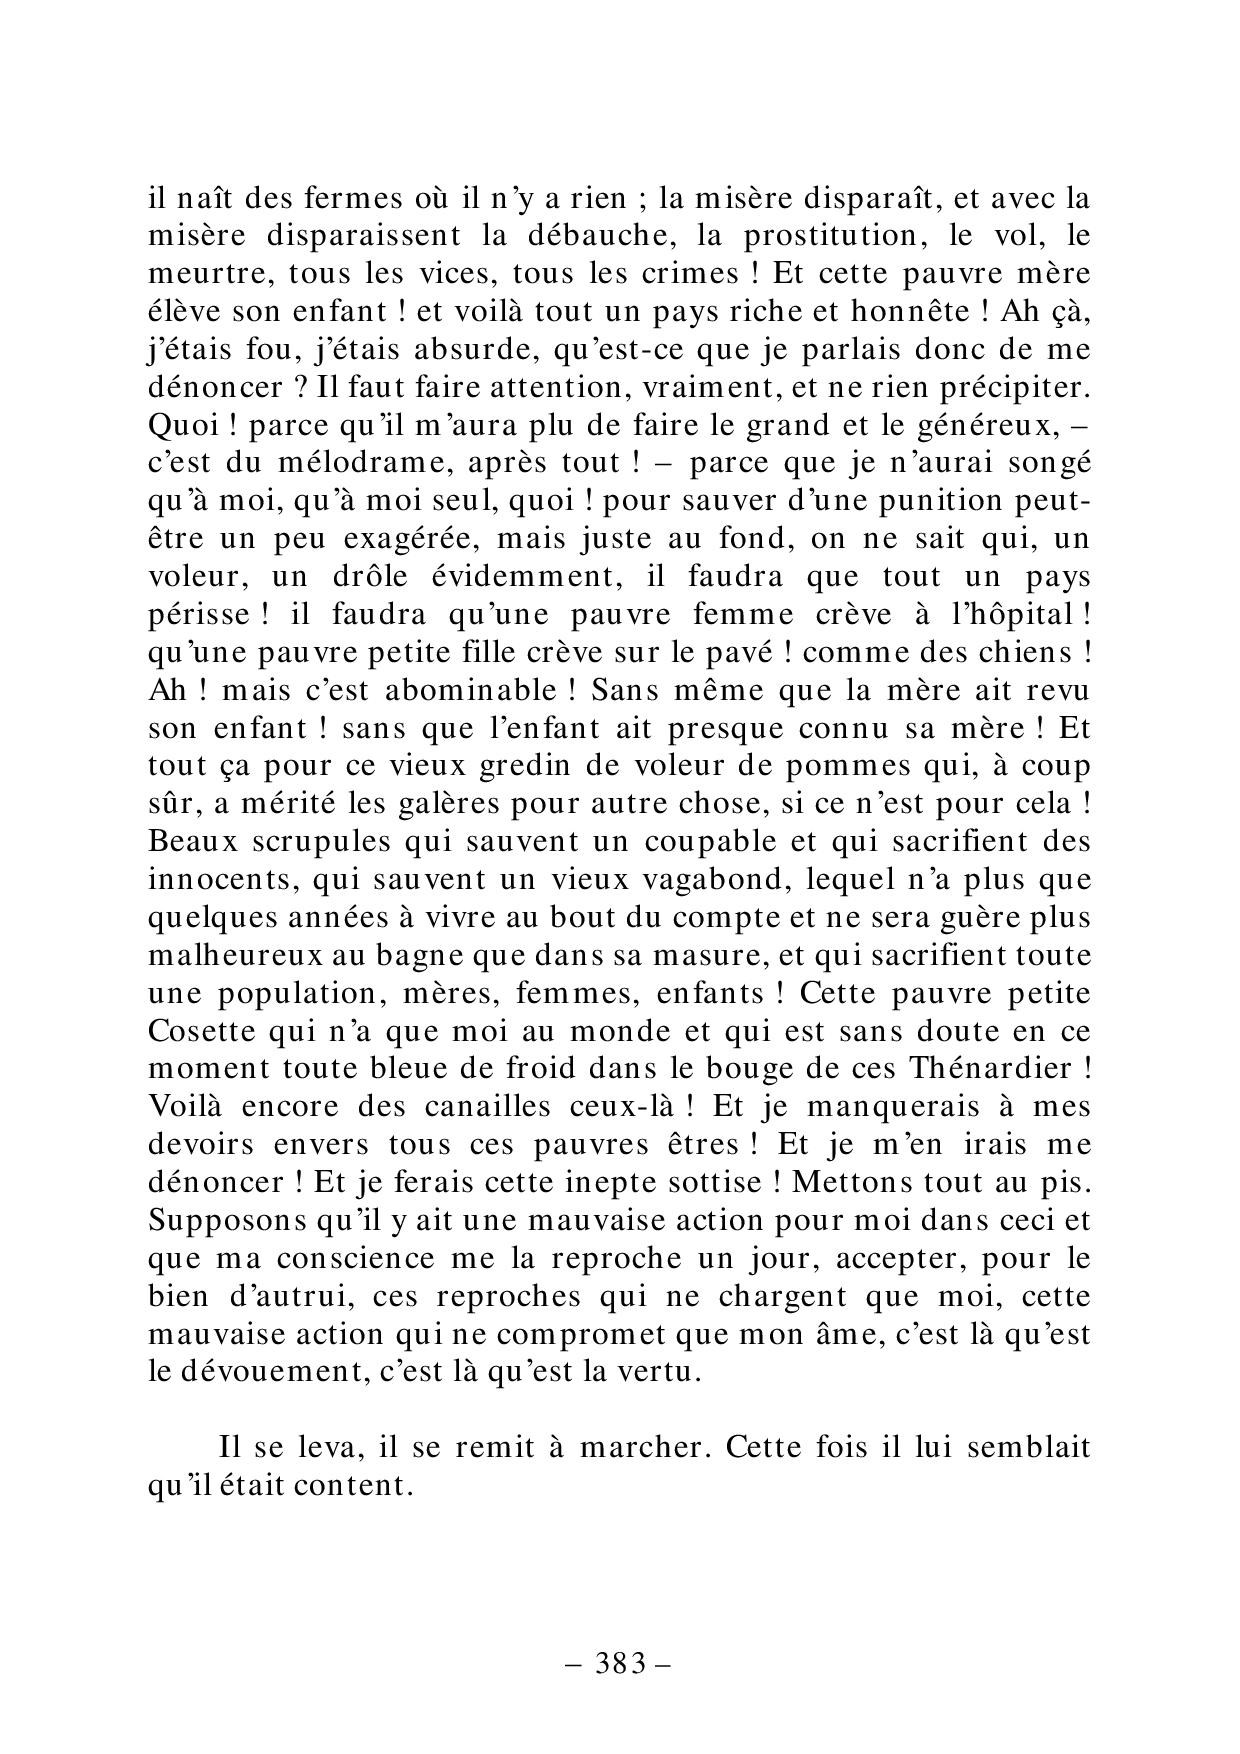 il naît des fermes où il n’y a rien ; la misère disparaît, et avec la
misère disparaissent la débauche, la prostitution, le vol, le
meurtre, tous les vices, tous les crimes ! Et cette pauvre mère
élève son enfant ! et voilà tout un pays riche et honnête ! Ah çà,
j’étais fou, j’étais absurde, qu’est-ce que je parlais donc de me
dénoncer ? Il faut faire attention, vraiment, et ne rien précipiter.
Quoi ! parce qu’il m’aura plu de faire le grand et le généreux, –
c’est du mélodrame, après tout ! – parce que je n’aurai songé
qu’à moi, qu’à moi seul, quoi ! pour sauver d’une punition peut-
être un peu exagérée, mais juste au fond, on ne sait qui, un
voleur, un drôle évidemment, il faudra que tout un pays
périsse ! il faudra qu’une pauvre femme crève à l’hôpital !
qu’une pauvre petite fille crève sur le pavé ! comme des chiens !
Ah ! mais c’est abominable ! Sans même que la mère ait revu
son enfant ! sans que l’enfant ait presque connu sa mère ! Et
tout ça pour ce vieux gredin de voleur de pommes qui, à coup
sûr, a mérité les galères pour autre chose, si ce n’est pour cela !
Beaux scrupules qui sauvent un coupable et qui sacrifient des
innocents, qui sauvent un vieux vagabond, lequel n’a plus que
quelques années à vivre au bout du compte et ne sera guère plus
malheureux au bagne que dans sa masure, et qui sacrifient toute
une population, mères, femmes, enfants ! Cette pauvre petite
Cosette qui n’a que moi au monde et qui est sans doute en ce
moment toute bleue de froid dans le bouge de ces Thénardier !
Voilà encore des canailles ceux-là ! Et je manquerais à mes
devoirs envers tous ces pauvres êtres ! Et je m’en irais me
dénoncer ! Et je ferais cette inepte sottise ! Mettons tout au pis.
Supposons qu’il y ait une mauvaise action pour moi dans ceci et
que ma conscience me la reproche un jour, accepter, pour le
bien d’autrui, ces reproches qui ne chargent que moi, cette
mauvaise action qui ne compromet que mon âme, c’est là qu’est
le dévouement, c’est là qu’est la vertu.
Il se leva, il se remit à marcher. Cette fois il lui semblait
qu’il était content.
– 383 –